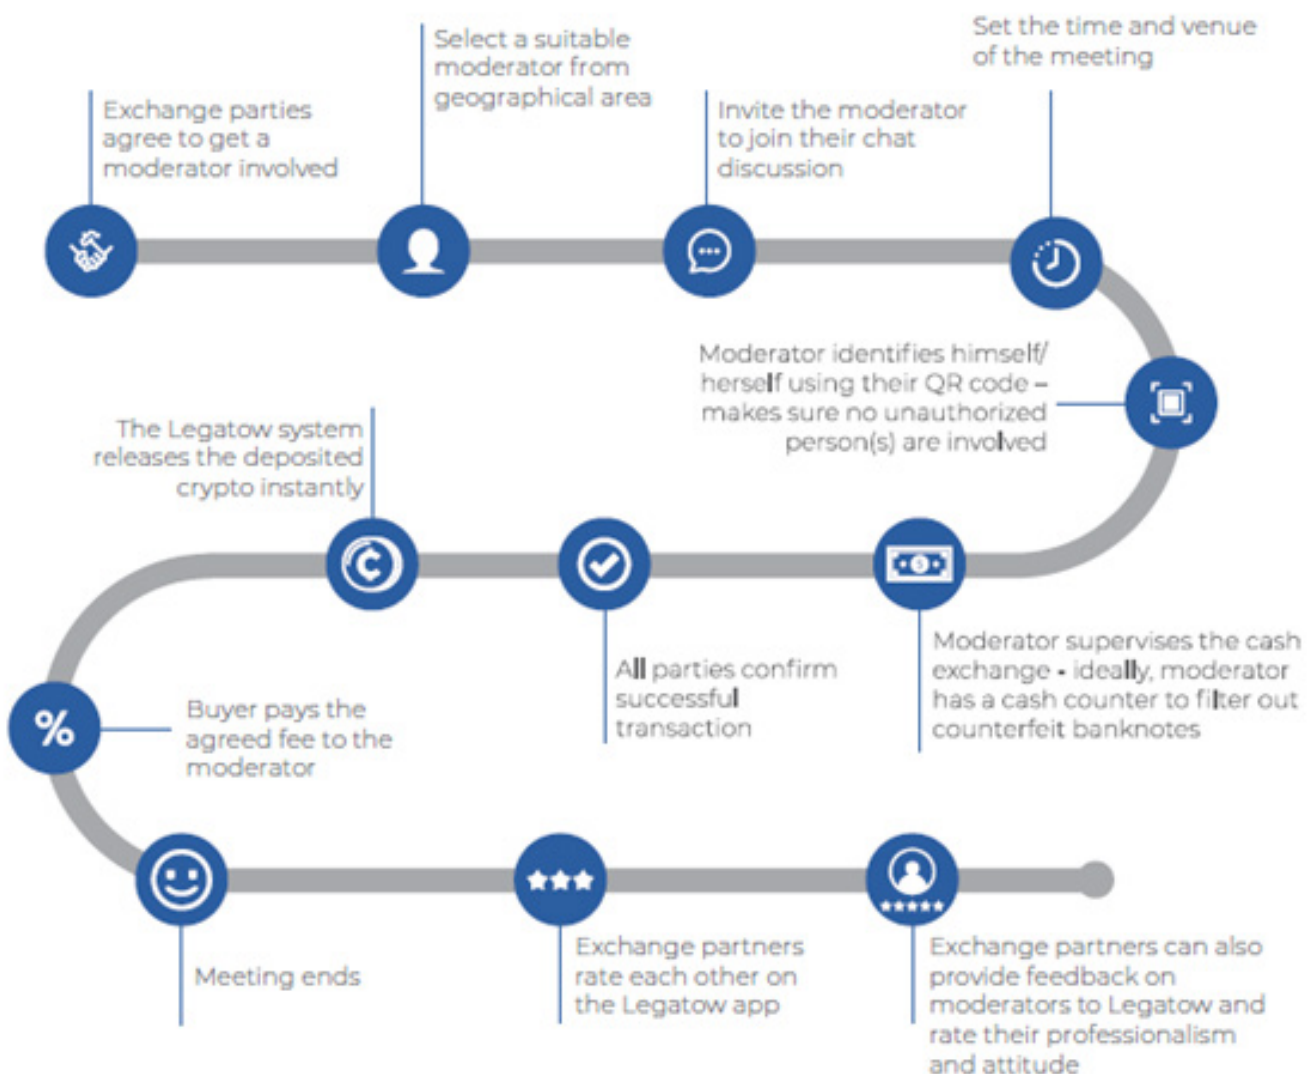 Exchange parties
agree to get a
moderator involved
Select a suitable
moderator from
geographical area
Invite the moderator
to join their chat
discussion
Set the time and venue
of the meeting
Moderator identifies himself/
herself using their QR code –
makes sure no unauthorized
person(s) are involved
Moderator supervises the cash
exchange - ideally, moderator
has a cash counter to filter out
counterfeit banknotes
All parties confirm
successful
transaction
The Legatow system
releases the deposited
crypto instantly
%
Buyer pays the
agreed fee to the
moderator
Meeting ends
Exchange partners
rate each other on
the Legatow app
Exchange partners can also
provide feedback on
moderators to Legatow and
rate their professionalism
and attitude